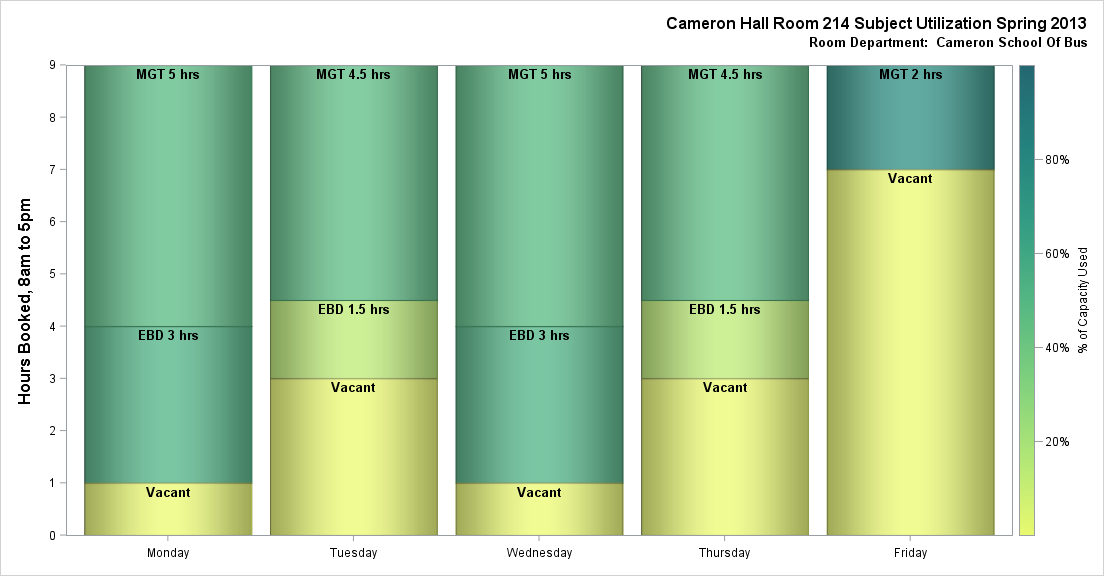 Cameron Hall Room 214 Subject Utilization Spring 2013
Room Department:  Cameron School Of Bus
Hours Booked, 8am to 5pm
9
8
7
6
5
4
3
2
1
0
MGT 5 hrs
EBD 3 hrs
Vacant
MGT 4.5 hrs
EBD 1.5 hrs
Vacant
MGT 5 hrs
EBD 3 hrs
Vacant
MGT 4.5 hrs
EBD 1.5 hrs
Vacant
MGT 2 hrs
Vacant
Monday
Tuesday
Wednesday
Thursday
Friday
80%
60%
40%
20%
% of Capacity Used